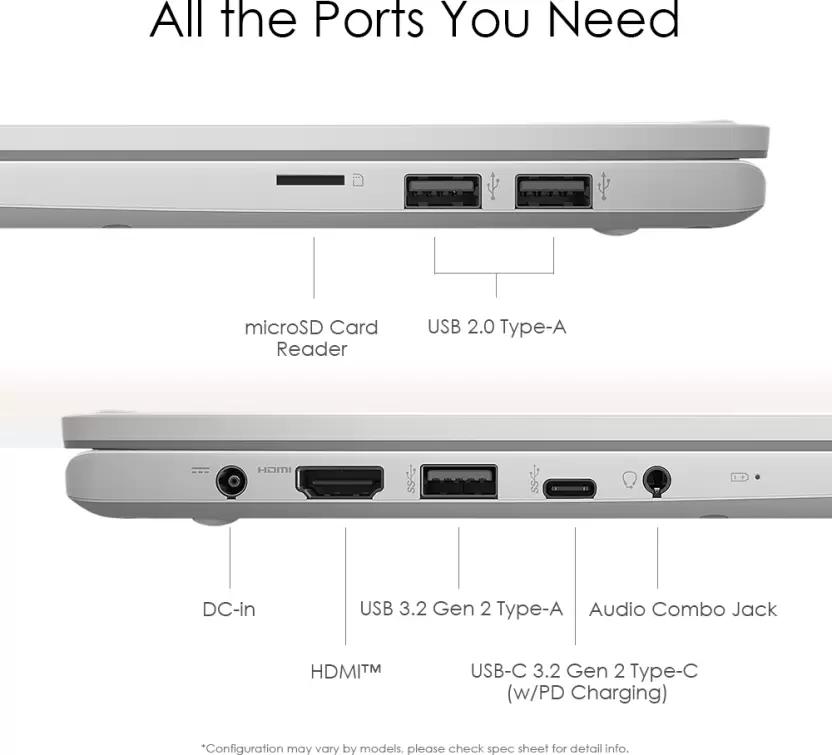 All the Ports You Need
microSD Card
Reader
USB 2.0 Type-A
HDMI
SS
SS
DC-in
USB 3.2 Gen 2 Type-A
Audio Combo Jack
HDMI™
USB-C 3.2 Gen 2 Type-C
(w/PD Charging)
*Configuration may vary by models, please check spec sheet for detail info.